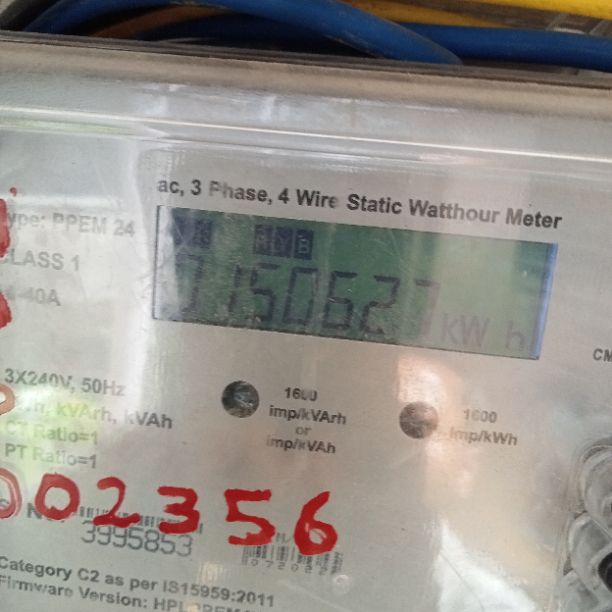 ac, 3 Phase, 4 Wire Static Watthour Meter
ype: PPEM 24
LASS 1
-40A
R Y B
0150627 kW h
CM
3X240V, 50Hz
h, kVArh, kVAh
CT Ratio=1
PT Ratio=1
1600
imp/kVArh
or
imp/kVAh
1600
imp/kWh
002356
3995853
Category C2 as per IS15959:2011
Firmware Version: HPL